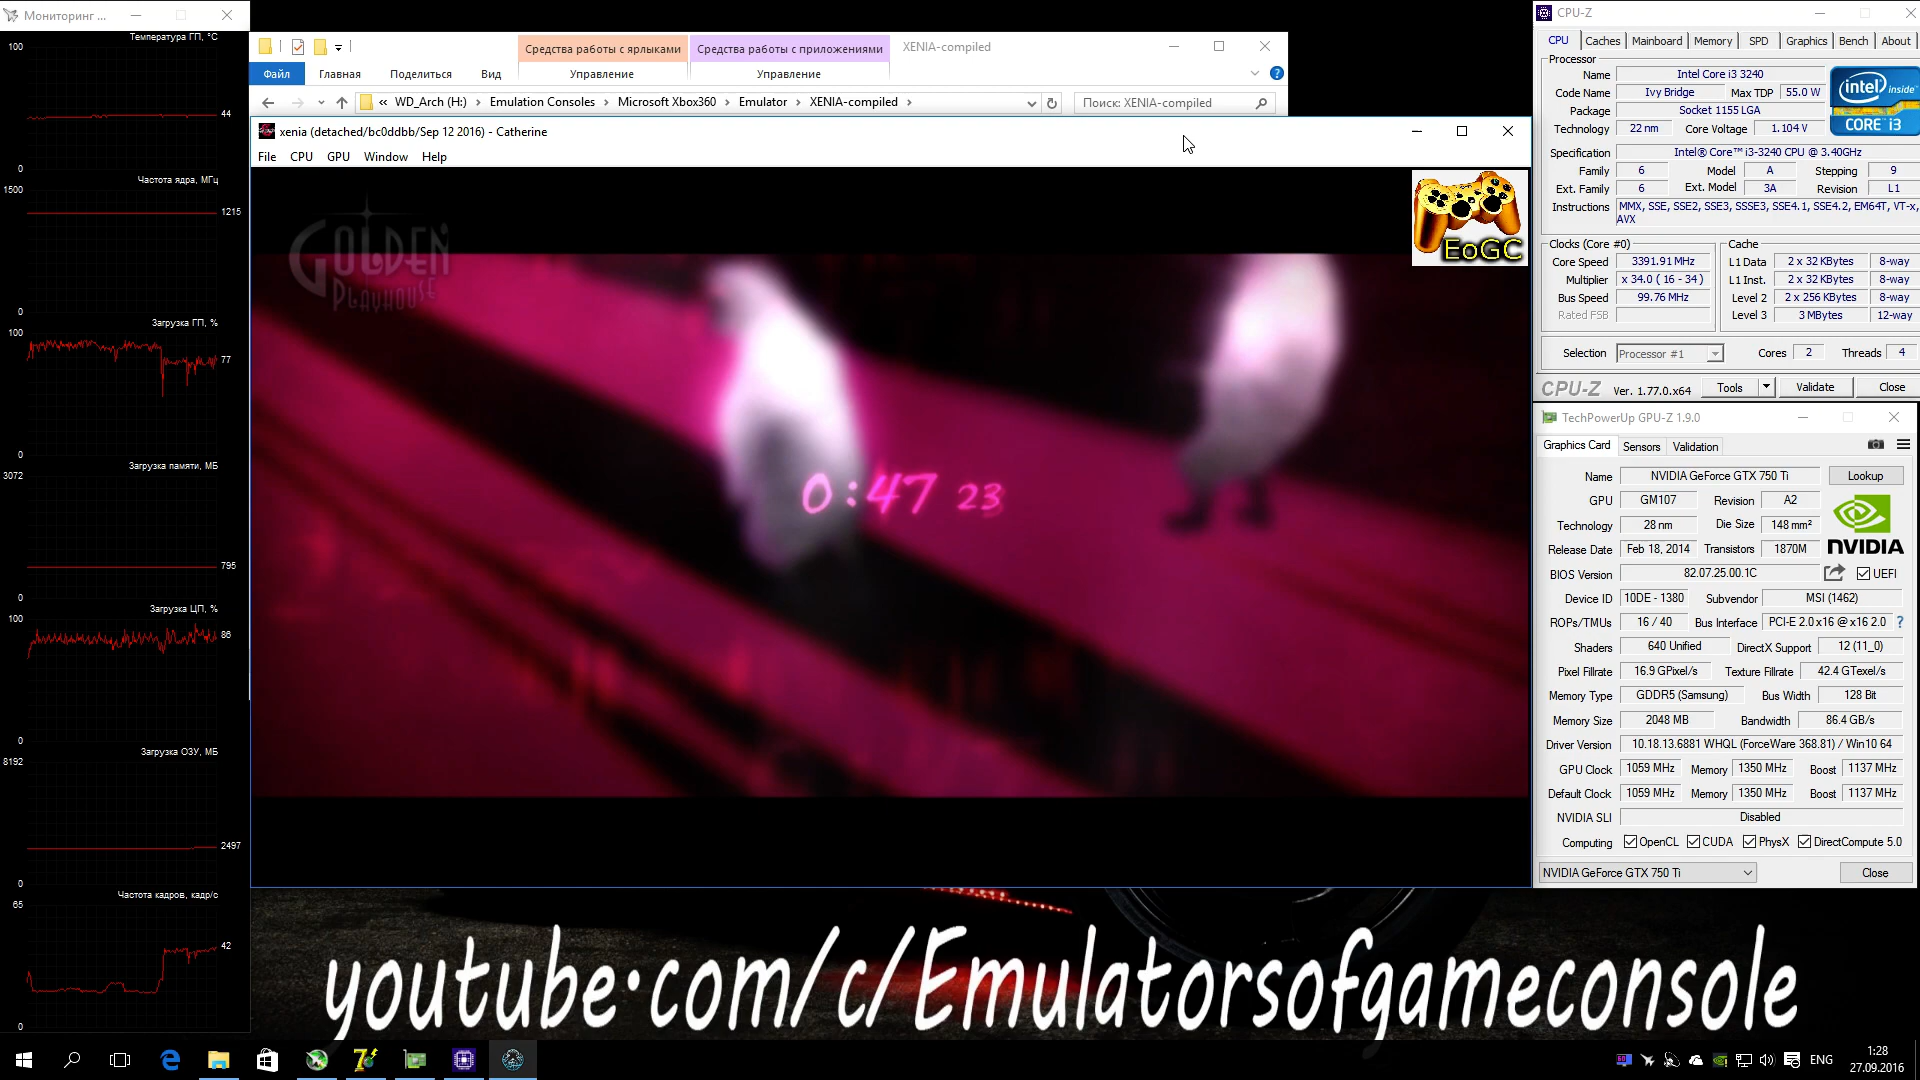 Мониторинг ...
Температура ГП, °C
100
44
0
Частота ядра, МГц
1500
1215
0
Загрузка ГП, %
100
77
0
Загрузка памяти, МБ
3072
795
0
Загрузка ЦП, %
100
86
0
Загрузка ОЗУ, МБ
8192
2497
0
Частота кадров, кадр/с
65
42
0
Средства работы с ярлыками
Средства работы с приложениями
XENIA-compiled
Файл
Главная
Поделиться
Вид
Управление
Управление
« WD_Arch (H:) > Emulation Consoles > Microsoft Xbox360 > Emulator > XENIA-compiled >
Поиск: XENIA-compiled
xenia (detached/bc0ddbb/Sep 12 2016) - Catherine
File CPU GPU Window Help
GOLDEN
PLAYHOUSE
EoGC
0:47 23
CPU-Z
CPU Caches Mainboard Memory SPD Graphics Bench About
Processor
Name Intel Core i3 3240
Code Name Ivy Bridge Max TDP 55.0 W
Package Socket 1155 LGA
Technology 22 nm Core Voltage 1.104 V
intel inside
CORE i3
Specification Intel® Core™ i3-3240 CPU @ 3.40GHz
Family 6 Model A Stepping 9
Ext. Family 6 Ext. Model 3A Revision L1
Instructions MMX, SSE, SSE2, SSE3, SSSE3, SSE4.1, SSE4.2, EM64T, VT-x,
AVX
Clocks (Core #0)
Core Speed 3391.91 MHz
Multiplier x 34.0 ( 16 - 34 )
Bus Speed 99.76 MHz
Rated FSB
Cache
L1 Data 2 x 32 KBytes 8-way
L1 Inst. 2 x 32 KBytes 8-way
Level 2 2 x 256 KBytes 8-way
Level 3 3 MBytes 12-way
Selection Processor #1 Cores 2 Threads 4
CPU-Z Ver. 1.77.0.x64 Tools Validate Close
TechPowerUp GPU-Z 1.9.0
Graphics Card Sensors Validation
Name NVIDIA GeForce GTX 750 Ti Lookup
GPU GM107 Revision A2
Technology 28 nm Die Size 148 mm²
Release Date Feb 18, 2014 Transistors 1870M
NVIDIA
BIOS Version 82.07.25.00.1C UEFI
Device ID 10DE - 1380 Subvendor MSI (1462)
ROPs/TMUs 16 / 40 Bus Interface PCI-E 2.0 x16 @ x16 2.0 ?
Shaders 640 Unified DirectX Support 12 (11_0)
Pixel Fillrate 16.9 GPixel/s Texture Fillrate 42.4 GTexel/s
Memory Type GDDR5 (Samsung) Bus Width 128 Bit
Memory Size 2048 MB Bandwidth 86.4 GB/s
Driver Version 10.18.13.6881 WHQL (ForceWare 368.81) / Win10 64
GPU Clock 1059 MHz Memory 1350 MHz Boost 1137 MHz
Default Clock 1059 MHz Memory 1350 MHz Boost 1137 MHz
NVIDIA SLI Disabled
Computing OpenCL CUDA PhysX DirectCompute 5.0
NVIDIA GeForce GTX 750 Ti Close
youtube.com/c/Emulatorsofgameconsole
ENG
1:28
27.09.2016